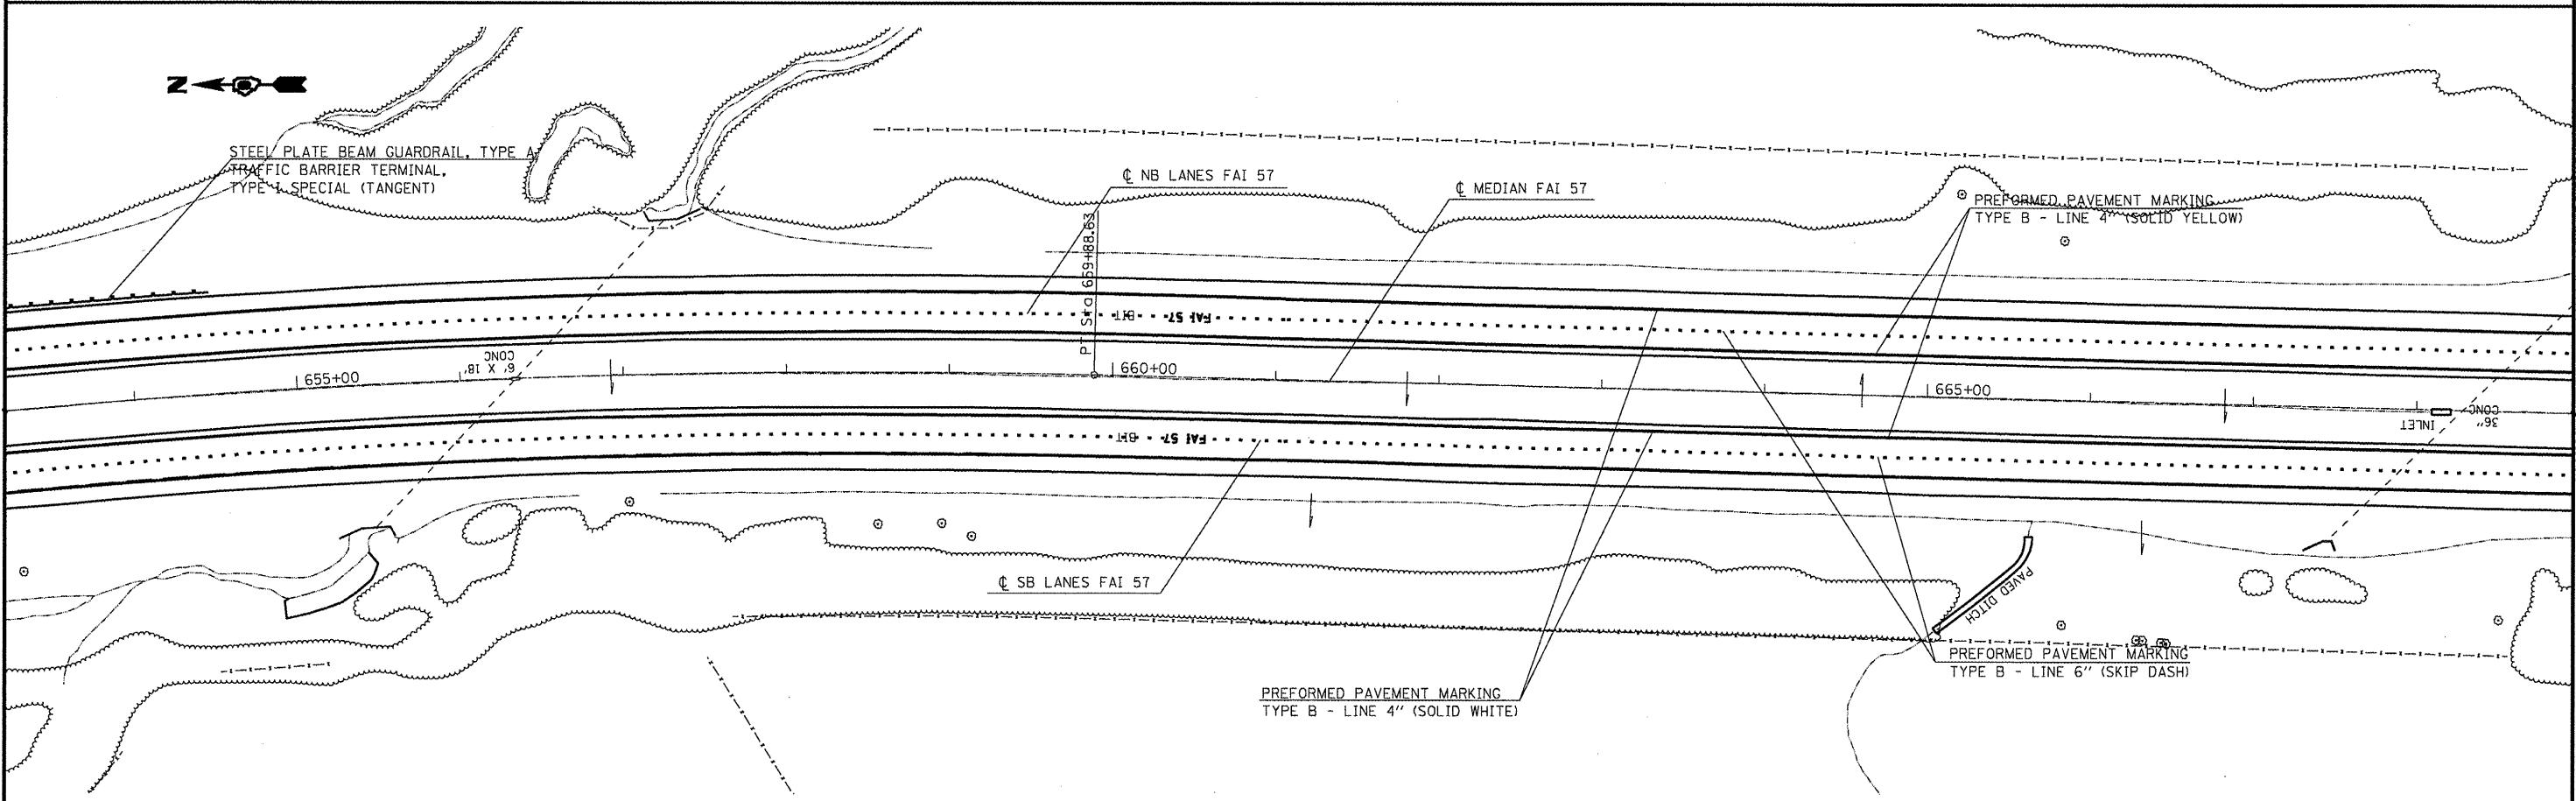 N
STEEL PLATE BEAM GUARDRAIL, TYPE A
TRAFFIC BARRIER TERMINAL,
TYPE I SPECIAL (TANGENT)
℄ NB LANES FAI 57
℄ MEDIAN FAI 57
PREFORMED PAVEMENT MARKING
TYPE B - LINE 4" (SOLID YELLOW)
PT Sta 659+88.63
BIT
FAI 57
6' X 18'
CONC
655+00
660+00
665+00
36"
CONC
INLET
BIT
FAI 57
℄ SB LANES FAI 57
PAVED DITCH
PREFORMED PAVEMENT MARKING
TYPE B - LINE 6" (SKIP DASH)
PREFORMED PAVEMENT MARKING
TYPE B - LINE 4" (SOLID WHITE)